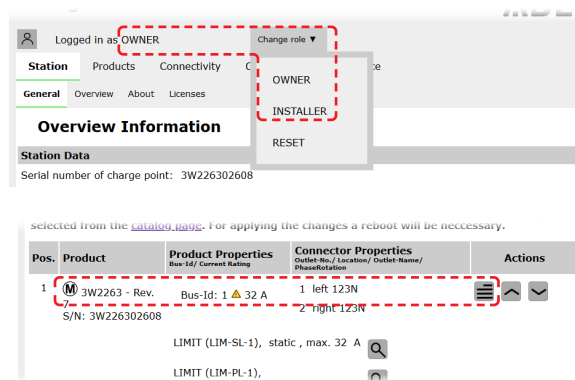 Logged in as OWNER
Change role ▼
Station Products Connectivity
General Overview About Licenses
OWNER
INSTALLER
RESET
Overview Information
Station Data
Serial number of charge point: 3W226302608
selected from the catalog page. For applying the changes a reboot will be neccessary.
Pos. Product Product Properties Connector Properties Actions
Bus-Id/ Current Rating Outlet-No./ Location/ Outlet-Name/
PhaseRotation
1 M 3W2263 - Rev. Bus-Id: 1 32 A 1 left 123N
7
S/N: 3W226302608 2 right 123N
LIMIT (LIM-SL-1), static , max. 32 A
LIMIT (LIM-PL-1),